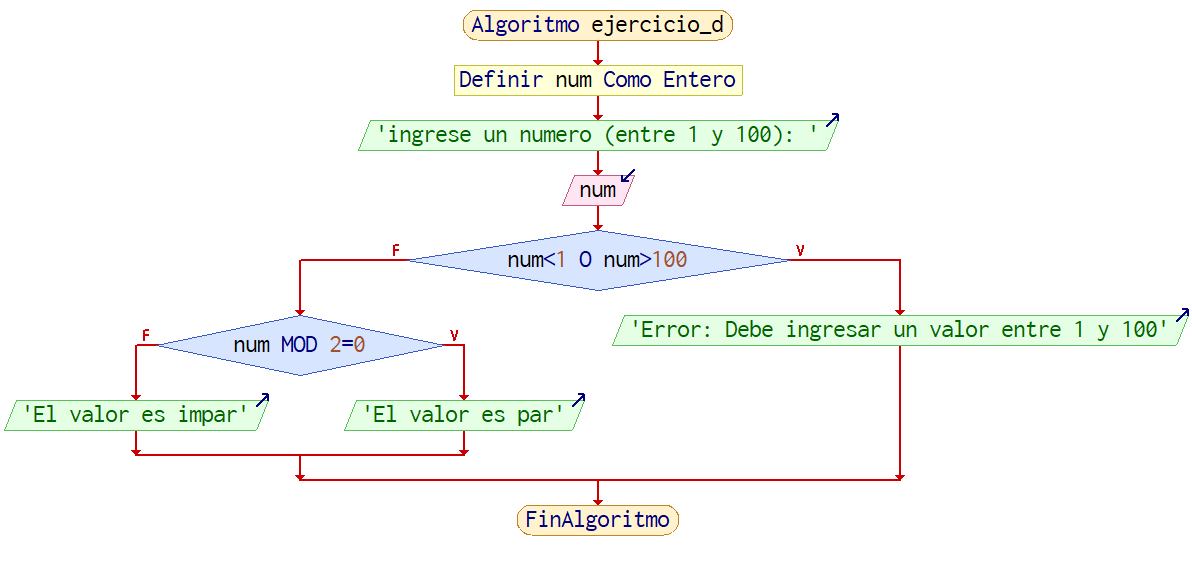 Algoritmo ejercicio_d
Definir num Como Entero
'ingrese un numero (entre 1 y 100): '
num
num<1 O num>100
F
V
'Error: Debe ingresar un valor entre 1 y 100'
num MOD 2=0
F
V
'El valor es impar'
'El valor es par'
FinAlgoritmo